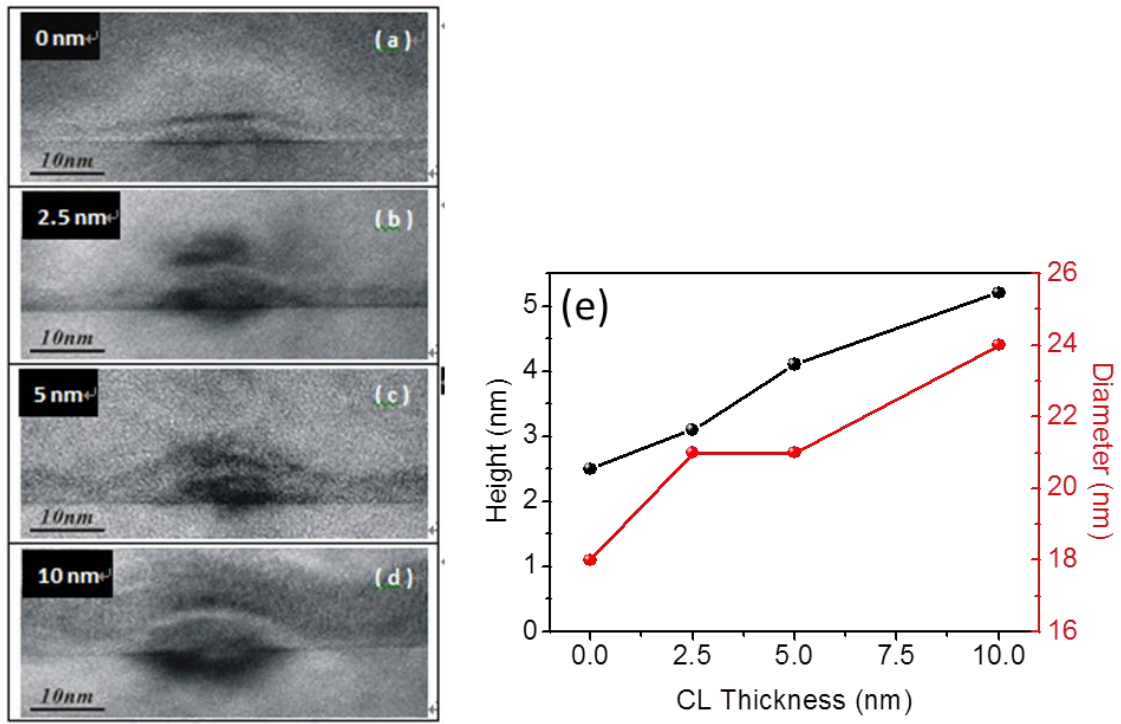 0 nm↵
( a )↵
10nm
2.5 nm↵
( b )
10nm
5 nm↵
( c )
10nm
10 nm↵
( d )
10nm
(e)
5
4
3
2
1
0
Height (nm)
26
24
22
20
18
16
Diameter (nm)
0.0 2.5 5.0 7.5 10.0
CL Thickness (nm)